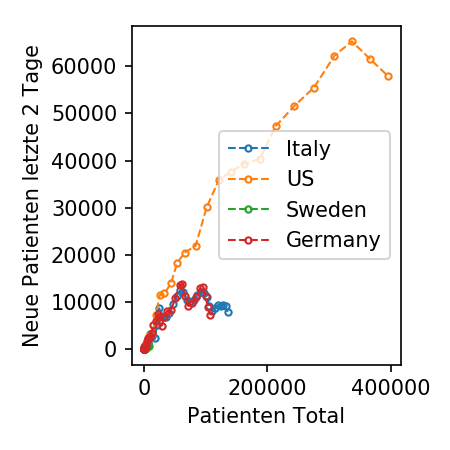 Neue Patienten letzte 2 Tage
60000
50000
40000
30000
20000
10000
0
Italy
US
Sweden
Germany
0
200000
400000
Patienten Total